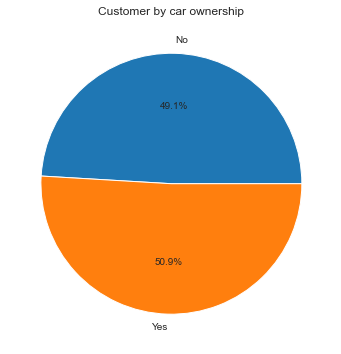 Customer by car ownership
No
49.1%
50.9%
Yes